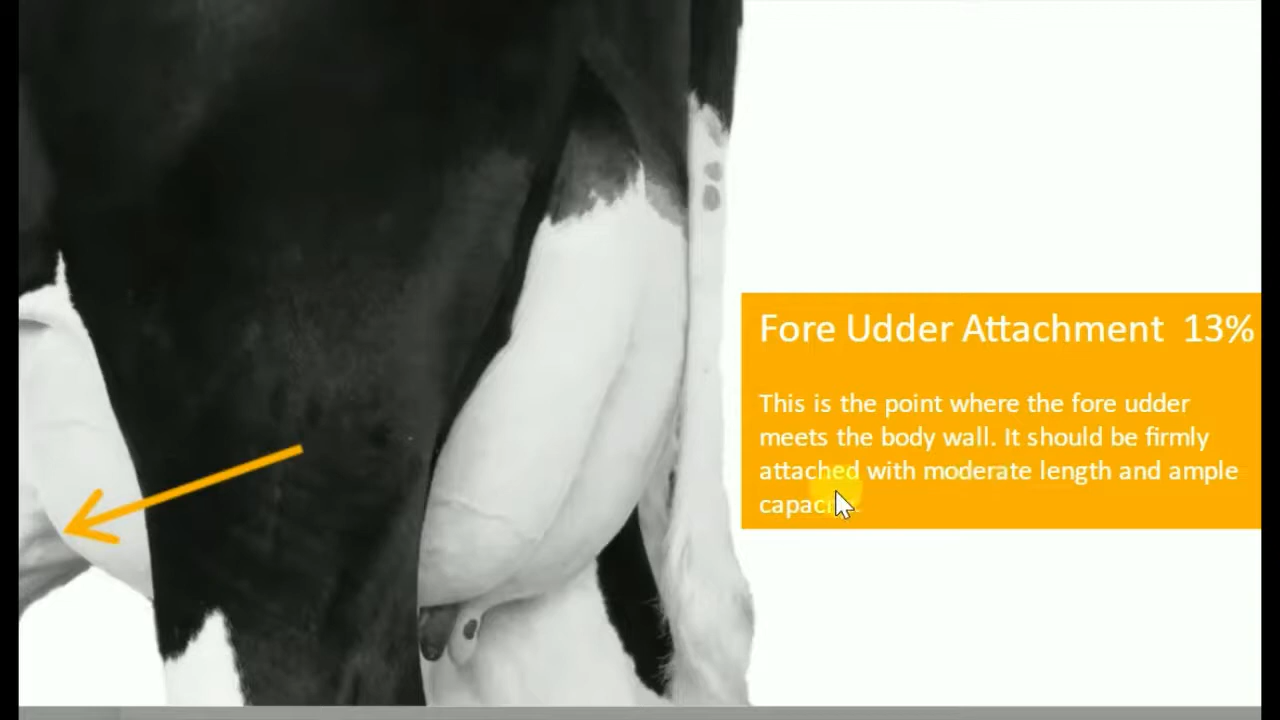 Fore Udder Attachment 13%
This is the point where the fore udder
meets the body wall. It should be firmly
attached with moderate length and ample